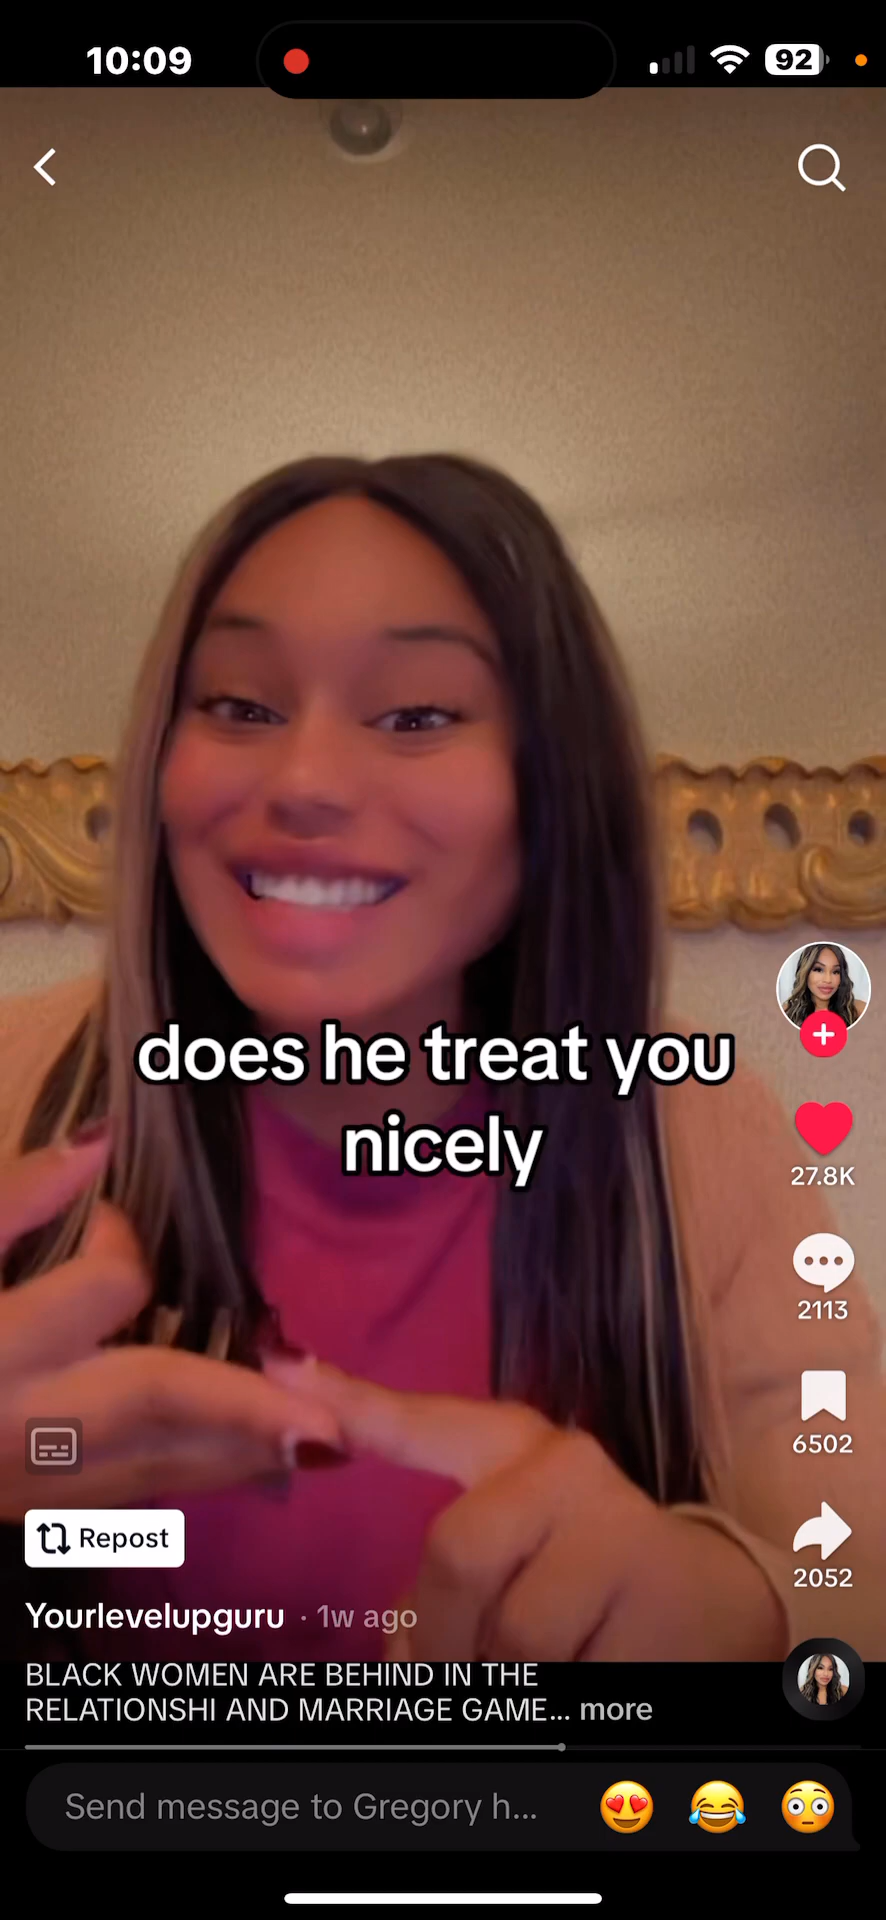 10:09
92
does he treat you
nicely
27.8K
2113
6502
2052
Repost
Yourlevelupguru · 1w ago
BLACK WOMEN ARE BEHIND IN THE
RELATIONSHI AND MARRIAGE GAME... more
Send message to Gregory h...